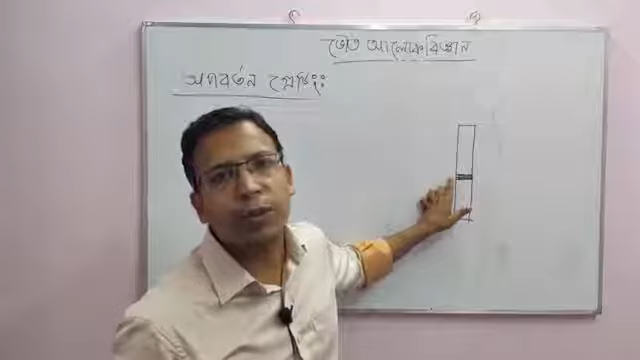 ভৌত আলোকবিজ্ঞান
অপবর্তন গ্রেটিংঃ